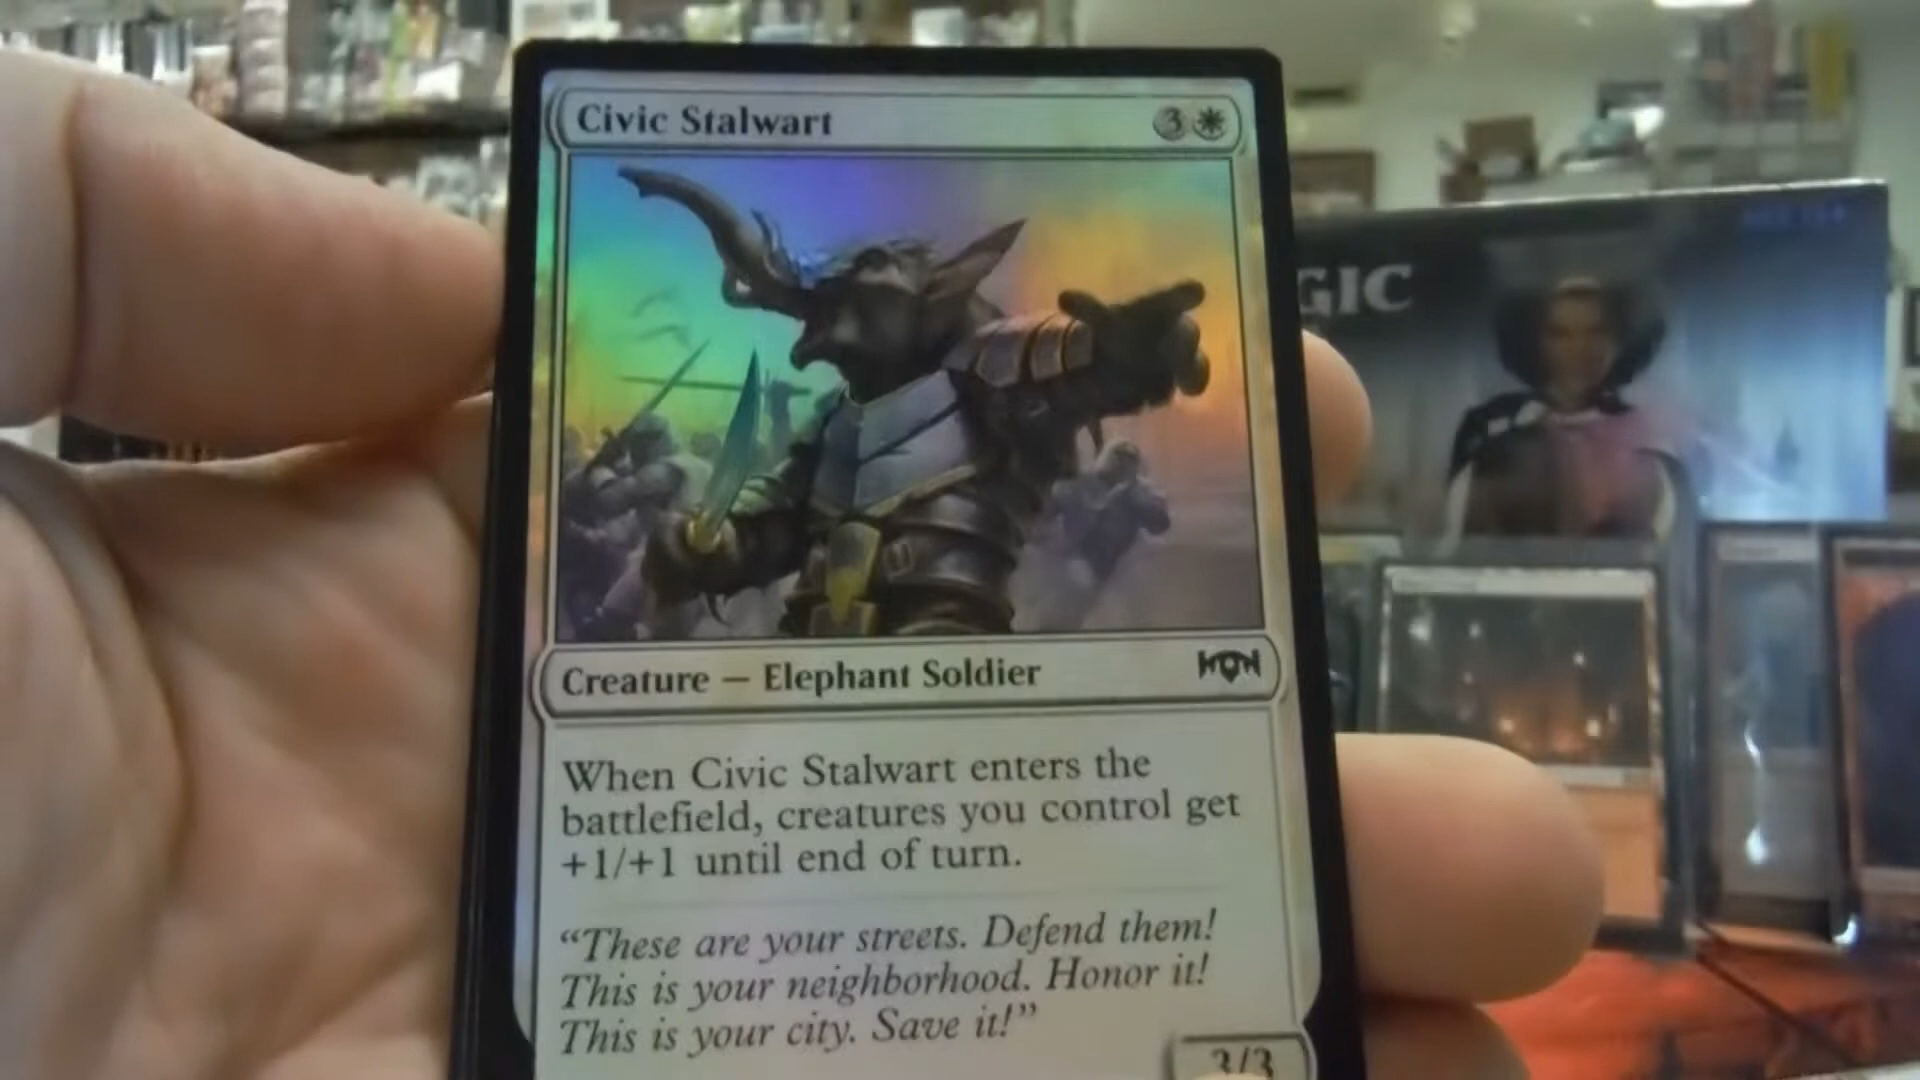 Civic Stalwart 3
GIC
Creature — Elephant Soldier
When Civic Stalwart enters the
battlefield, creatures you control get
+1/+1 until end of turn.
“These are your streets. Defend them!
This is your neighborhood. Honor it!
This is your city. Save it!”
3/3